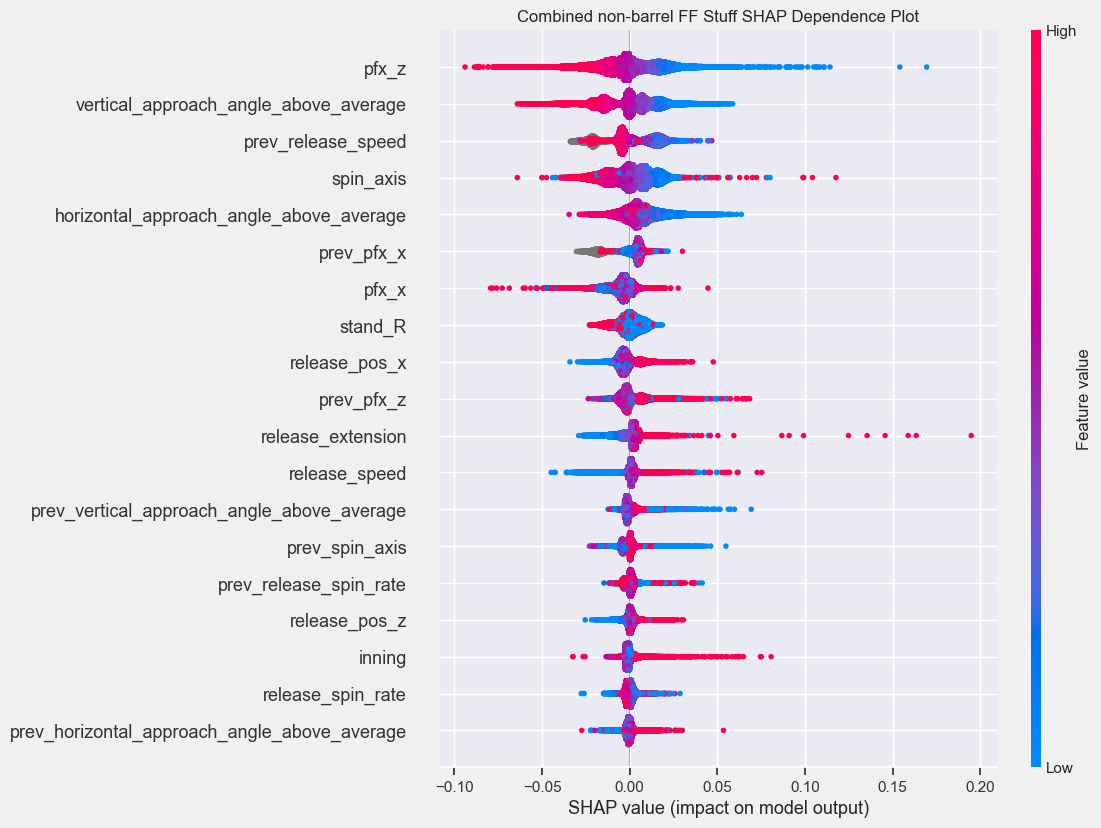 Combined non-barrel FF Stuff SHAP Dependence Plot
High
pfx_z
vertical_approach_angle_above_average
prev_release_speed
spin_axis
horizontal_approach_angle_above_average
prev_pfx_x
pfx_x
stand_R
release_pos_x
prev_pfx_z
release_extension
release_speed
prev_vertical_approach_angle_above_average
prev_spin_axis
prev_release_spin_rate
release_pos_z
inning
release_spin_rate
prev_horizontal_approach_angle_above_average
Feature value
Low
−0.10 −0.05 0.00 0.05 0.10 0.15 0.20
SHAP value (impact on model output)